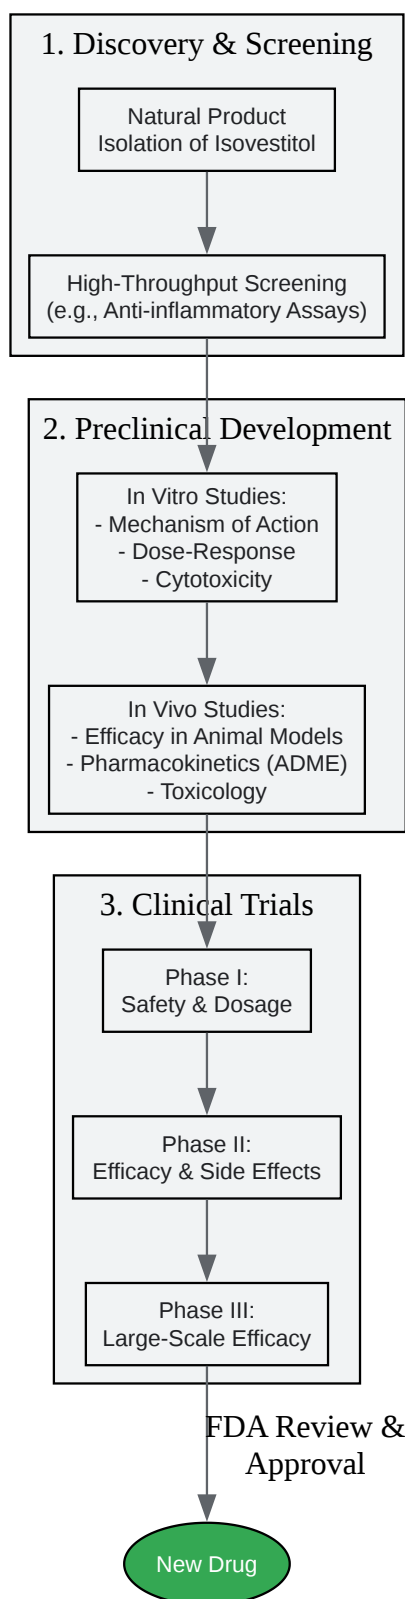 1. Discovery & Screening
Natural Product
Isolation of Isovestitol
High-Throughput Screening
(e.g., Anti-inflammatory Assays)
2. Preclinical Development
In Vitro Studies:
- Mechanism of Action
- Dose-Response
- Cytotoxicity
In Vivo Studies:
- Efficacy in Animal Models
- Pharmacokinetics (ADME)
- Toxicology
3. Clinical Trials
Phase I:
Safety & Dosage
Phase II:
Efficacy & Side Effects
Phase III:
Large-Scale Efficacy
FDA Review &
Approval
New Drug